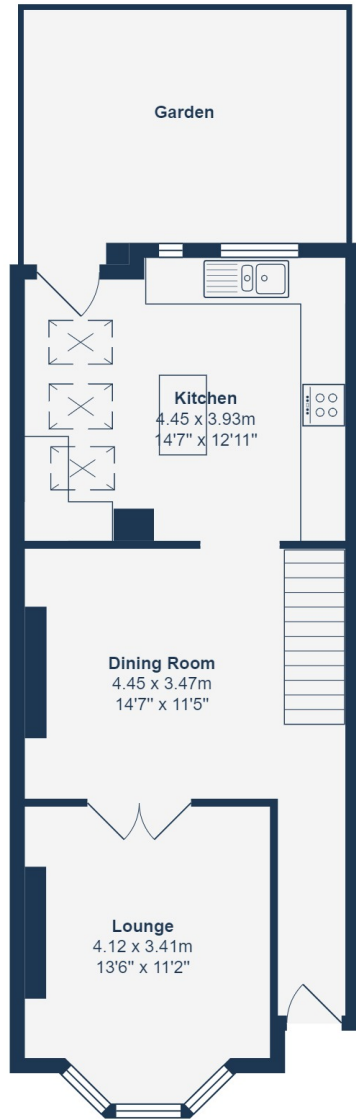 Garden
Kitchen
4.45 x 3.93m
14'7" x 12'11"
Dining Room
4.45 x 3.47m
14'7" x 11'5"
Lounge
4.12 x 3.41m
13'6" x 11'2"